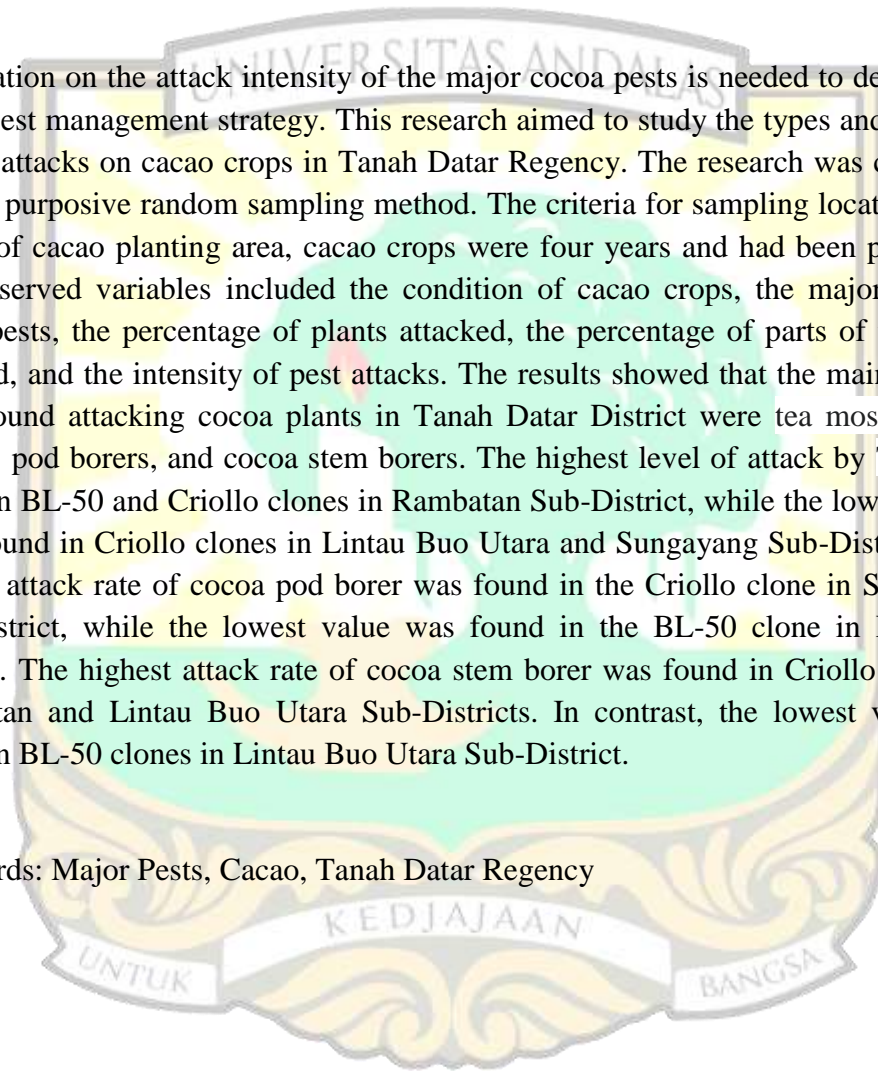 UNIVERSITAS ANDALAS
ation on the attack intensity of the major cocoa pests is needed to de
est management strategy. This research aimed to study the types and
attacks on cacao crops in Tanah Datar Regency. The research was c
purposive random sampling method. The criteria for sampling locat
of cacao planting area, cacao crops were four years and had been p
served variables included the condition of cacao crops, the major
pests, the percentage of plants attacked, the percentage of parts of
d, and the intensity of pest attacks. The results showed that the main
ound attacking cocoa plants in Tanah Datar District were tea mos
pod borers, and cocoa stem borers. The highest level of attack by
n BL-50 and Criollo clones in Rambatan Sub-District, while the low
ound in Criollo clones in Lintau Buo Utara and Sungayang Sub-Dist
attack rate of cocoa pod borer was found in the Criollo clone in S
strict, while the lowest value was found in the BL-50 clone in
. The highest attack rate of cocoa stem borer was found in Criollo
tan and Lintau Buo Utara Sub-Districts. In contrast, the lowest v
n BL-50 clones in Lintau Buo Utara Sub-District.
rds: Major Pests, Cacao, Tanah Datar Regency
UNTUK KEDJAJAAN BANGSA